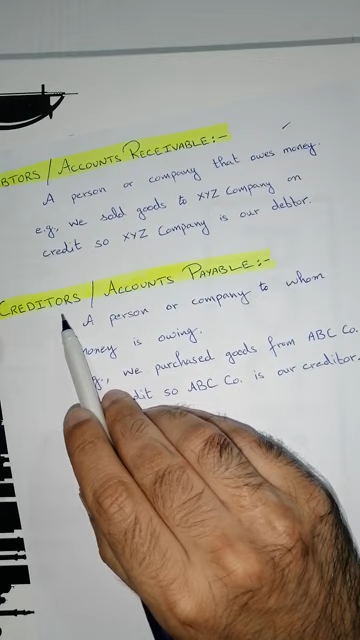 BTORS / ACCOUNTS RECEIVABLE:-
A person or company that owes money.
e.g., we sold goods to XYZ Company on
credit so XYZ Company is our debtor.
CREDITORS / ACCOUNTS PAYABLE:-
A person or company to whom
money is owing.
g., we purchased goods from ABC Co.
dit so ABC Co. is our creditor.